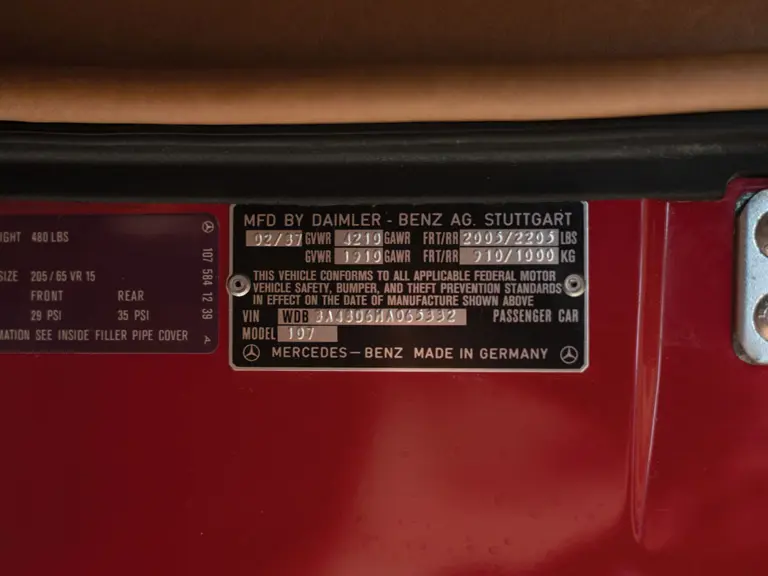 480 LBS
SIZE 205/65 VR 15
FRONT REAR
29 PSI 35 PSI
SEE INSIDE FILLER PIPE COVER
107 584 12 39 A
MFD BY DAIMLER-BENZ AG. STUTTGART
02/87 GVWR 4210 GAWR FRT/RR 2005/2205 LBS
GVWR 1910 GAWR FRT/RR 910/1000 KG
THIS VEHICLE CONFORMS TO ALL APPLICABLE FEDERAL MOTOR
VEHICLE SAFETY, BUMPER, AND THEFT PREVENTION STANDARDS
IN EFFECT ON THE DATE OF MANUFACTURE SHOWN ABOVE
VIN WDB PASSENGER CAR
MODEL 107
MERCEDES-BENZ MADE IN GERMANY